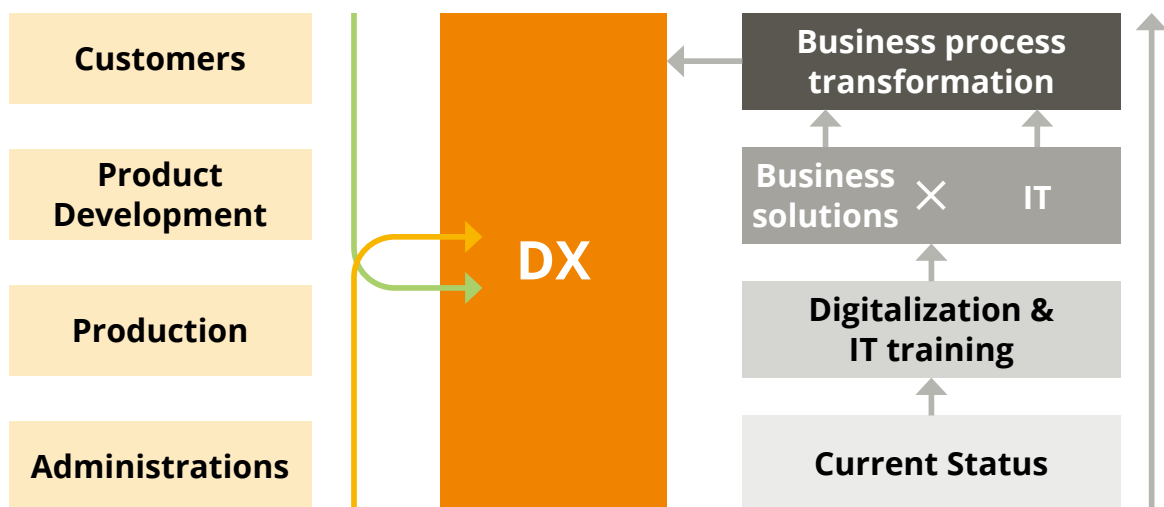 Customers
Product
Development
Production
Administrations
DX
Business process
transformation
Business
solutions
IT
Digitalization &
IT training
Current Status